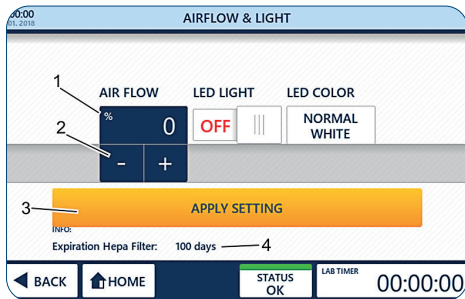 00:00
01, 2018
AIRFLOW & LIGHT
1
AIR FLOW
LED LIGHT
LED COLOR
%
0
OFF
NORMAL
WHITE
2
-
+
3
APPLY SETTING
INFO:
Expiration Hepa Filter: 100 days
4
BACK
HOME
STATUS
OK
LAB TIMER
00:00:00